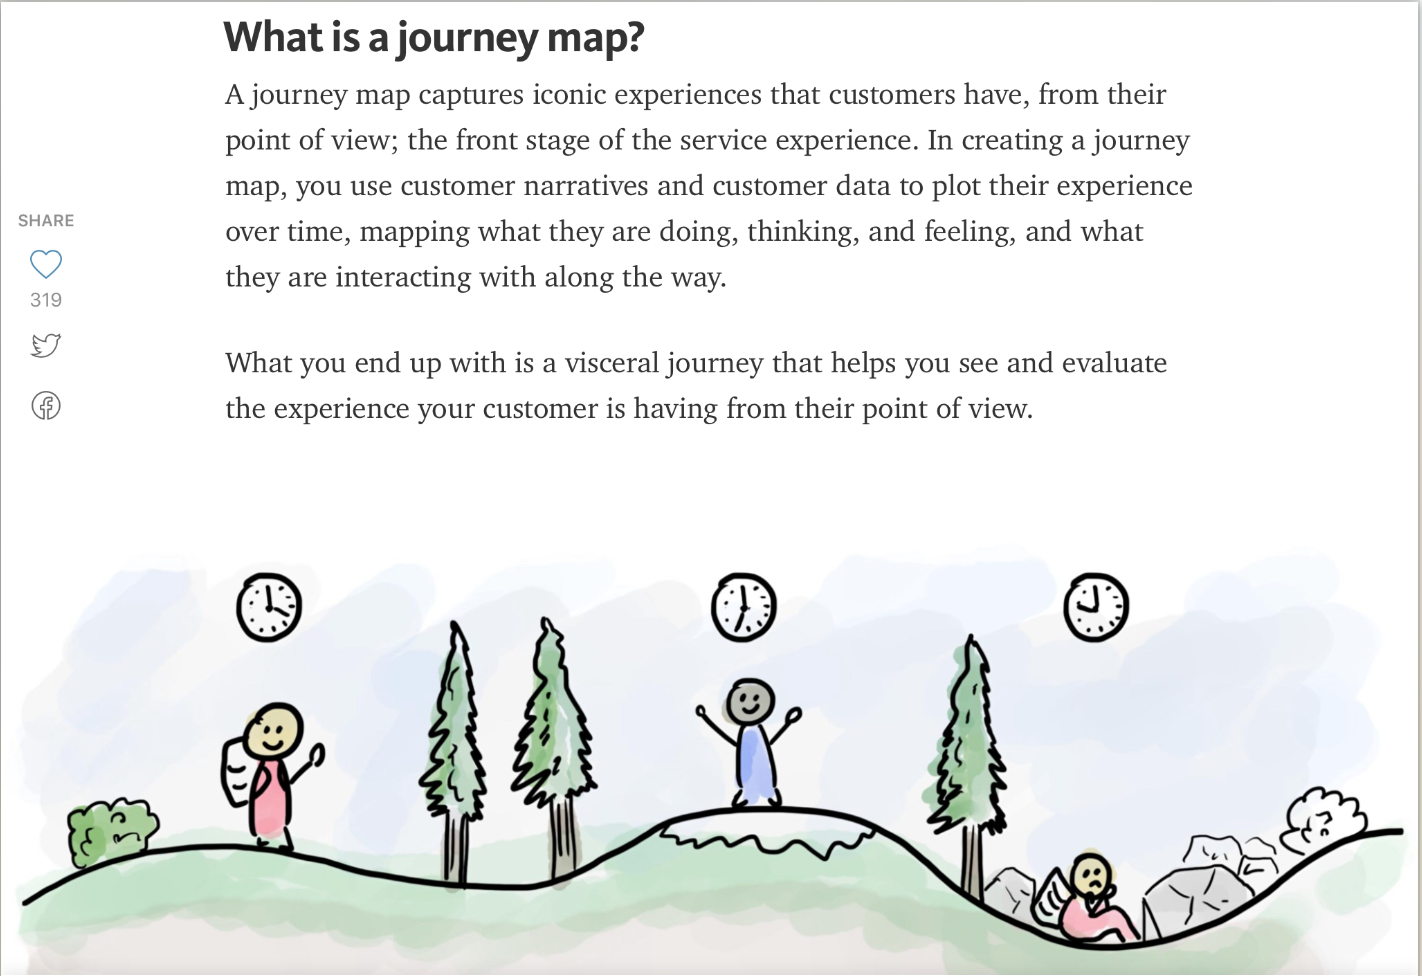 What is a journey map?
A journey map captures iconic experiences that customers have, from their
point of view; the front stage of the service experience. In creating a journey
map, you use customer narratives and customer data to plot their experience
over time, mapping what they are doing, thinking, and feeling, and what
they are interacting with along the way.
What you end up with is a visceral journey that helps you see and evaluate
the experience your customer is having from their point of view.
SHARE
319